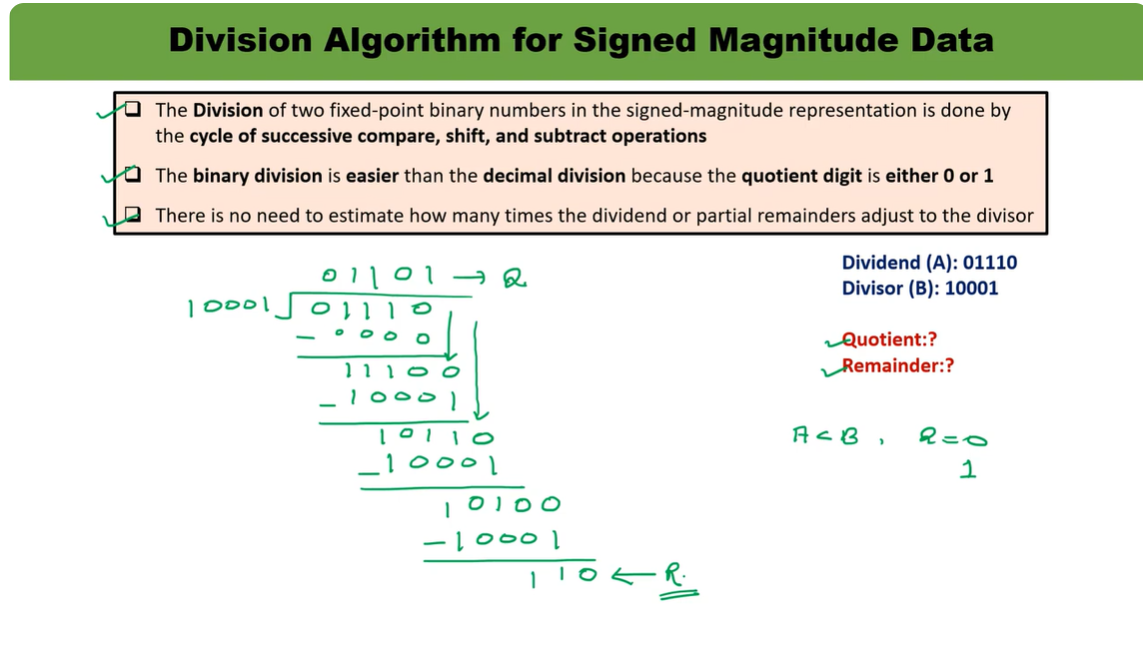 Division Algorithm for Signed Magnitude Data
The Division of two fixed-point binary numbers in the signed-magnitude representation is done by
the cycle of successive compare, shift, and subtract operations
The binary division is easier than the decimal division because the quotient digit is either 0 or 1
There is no need to estimate how many times the dividend or partial remainders adjust to the divisor
Dividend (A): 01110
Divisor (B): 10001
Quotient:?
Remainder:?
01101 → Q
10001 01110
- 0000
11100
- 10001
10110
- 10001
10100
- 10001
110 ← R.
A < B , Q = 0
1